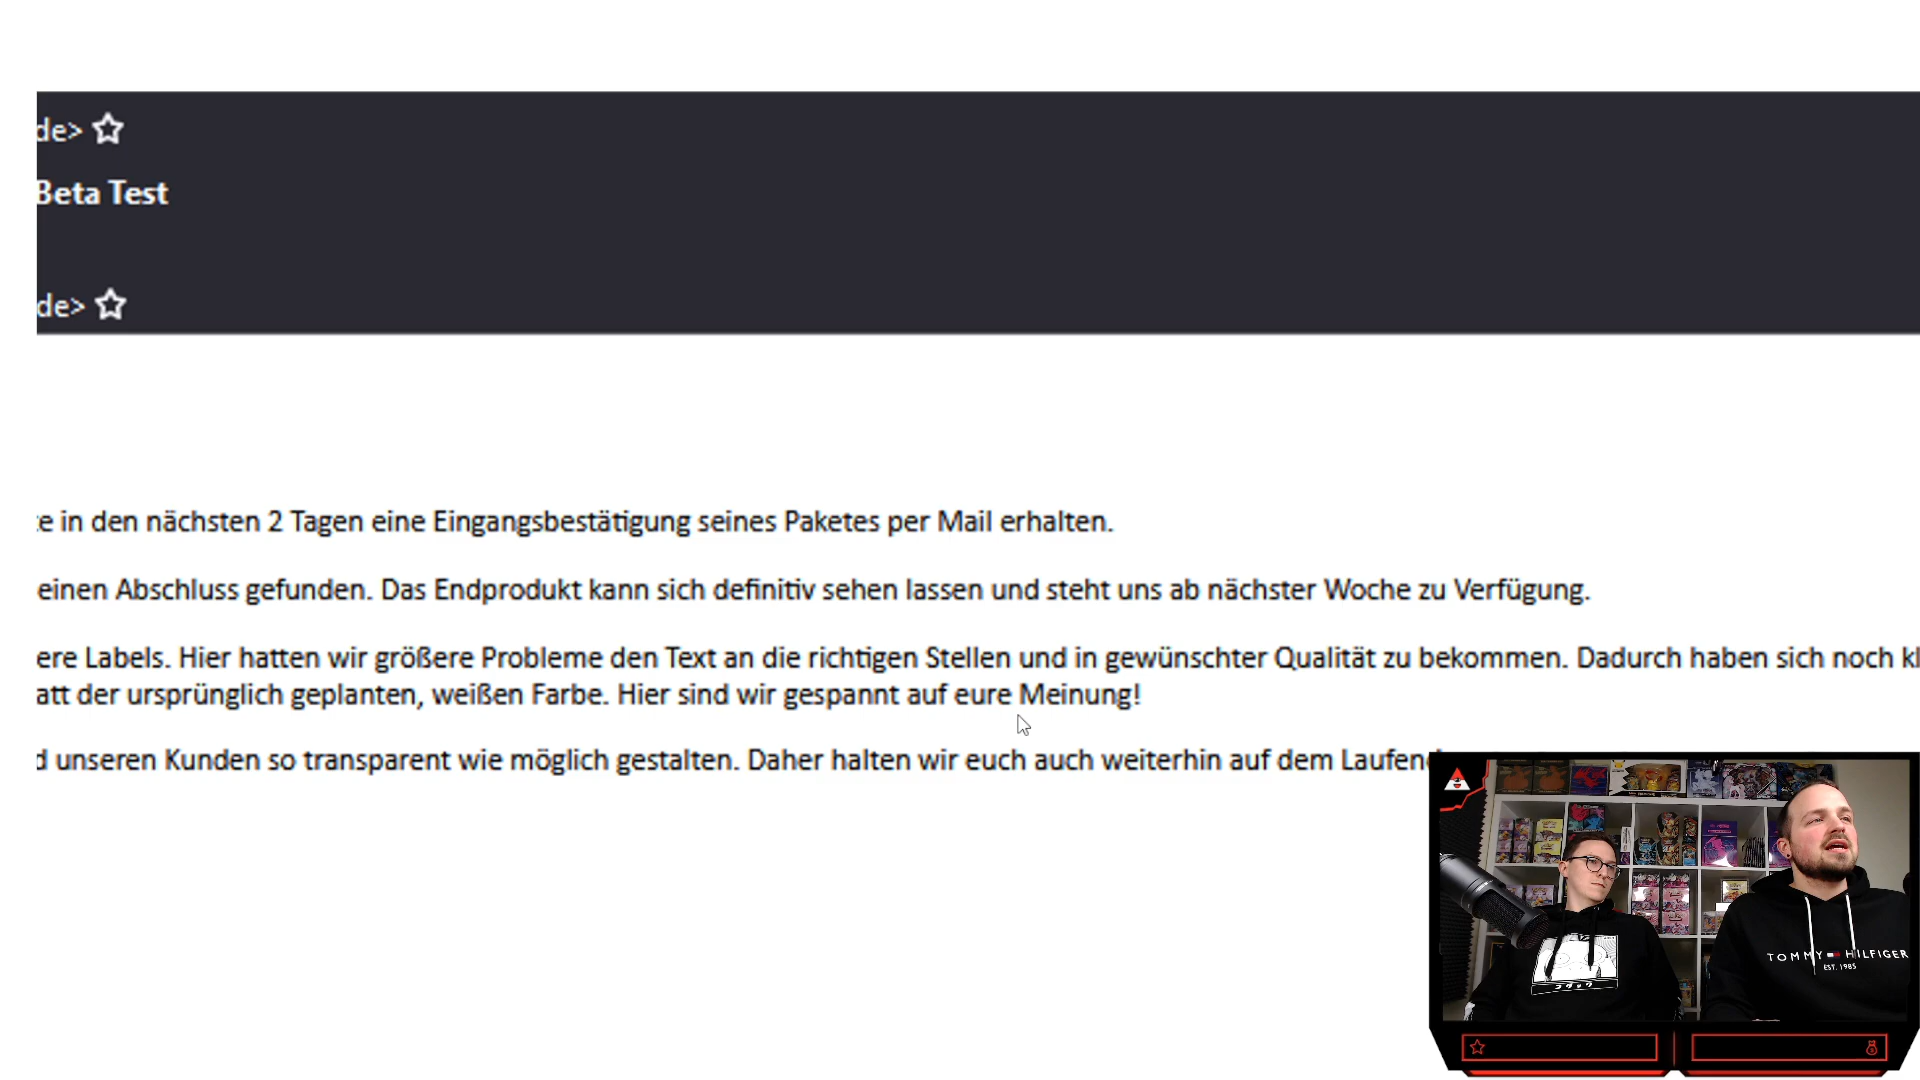 de>
Beta Test
de>
e in den nächsten 2 Tagen eine Eingangsbestätigung seines Paketes per Mail erhalten.
einen Abschluss gefunden. Das Endprodukt kann sich definitiv sehen lassen und steht uns ab nächster Woche zu Verfügung.
ere Labels. Hier hatten wir größere Probleme den Text an die richtigen Stellen und in gewünschter Qualität zu bekommen. Dadurch haben sich noch kl
att der ursprünglich geplanten, weißen Farbe. Hier sind wir gespannt auf eure Meinung!
d unseren Kunden so transparent wie möglich gestalten. Daher halten wir euch auch weiterhin auf dem Laufend
TOMMY HILFIGER
EST. 1985